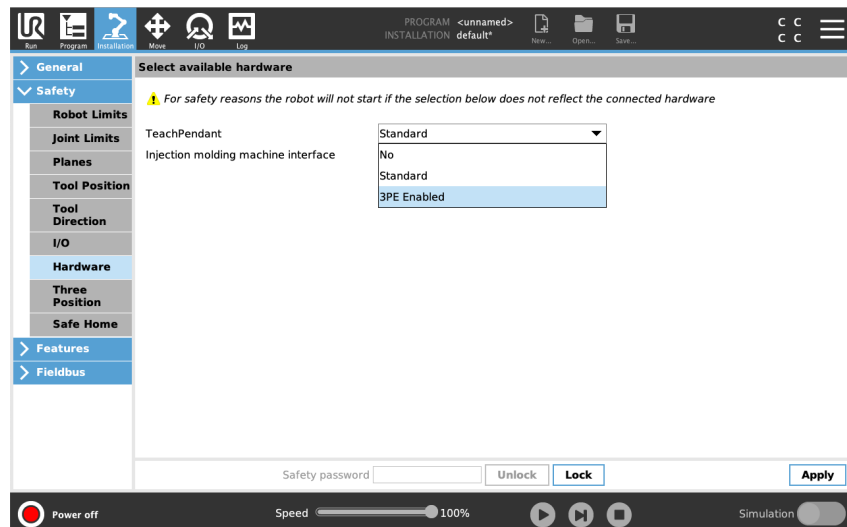 PROGRAM <unnamed>
INSTALLATION default*
UR
Run
Program
Installation
Move
I/O
Log
New...
Open...
Save...
C C
C C
General
Safety
Robot Limits
Joint Limits
Planes
Tool Position
Tool
Direction
I/O
Hardware
Three
Position
Safe Home
Features
Fieldbus
Select available hardware
For safety reasons the robot will not start if the selection below does not reflect the connected hardware
TeachPendant
Standard
Injection molding machine interface
No
Standard
3PE Enabled
Safety password
Unlock
Lock
Apply
Power off
Speed
100%
Simulation